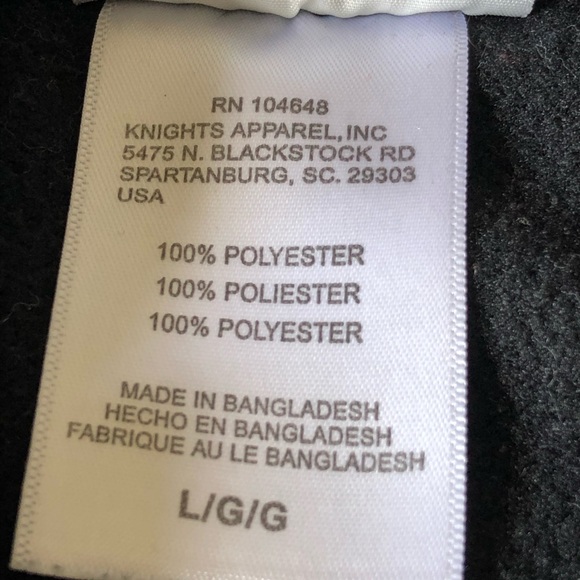 RN 104648
KNIGHTS APPAREL,INC
5475 N. BLACKSTOCK RD
SPARTANBURG, SC. 29303
USA
100% POLYESTER
100% POLIESTER
100% POLYESTER
MADE IN BANGLADESH
HECHO EN BANGLADESH
FABRIQUE AU LE BANGLADESH
L/G/G